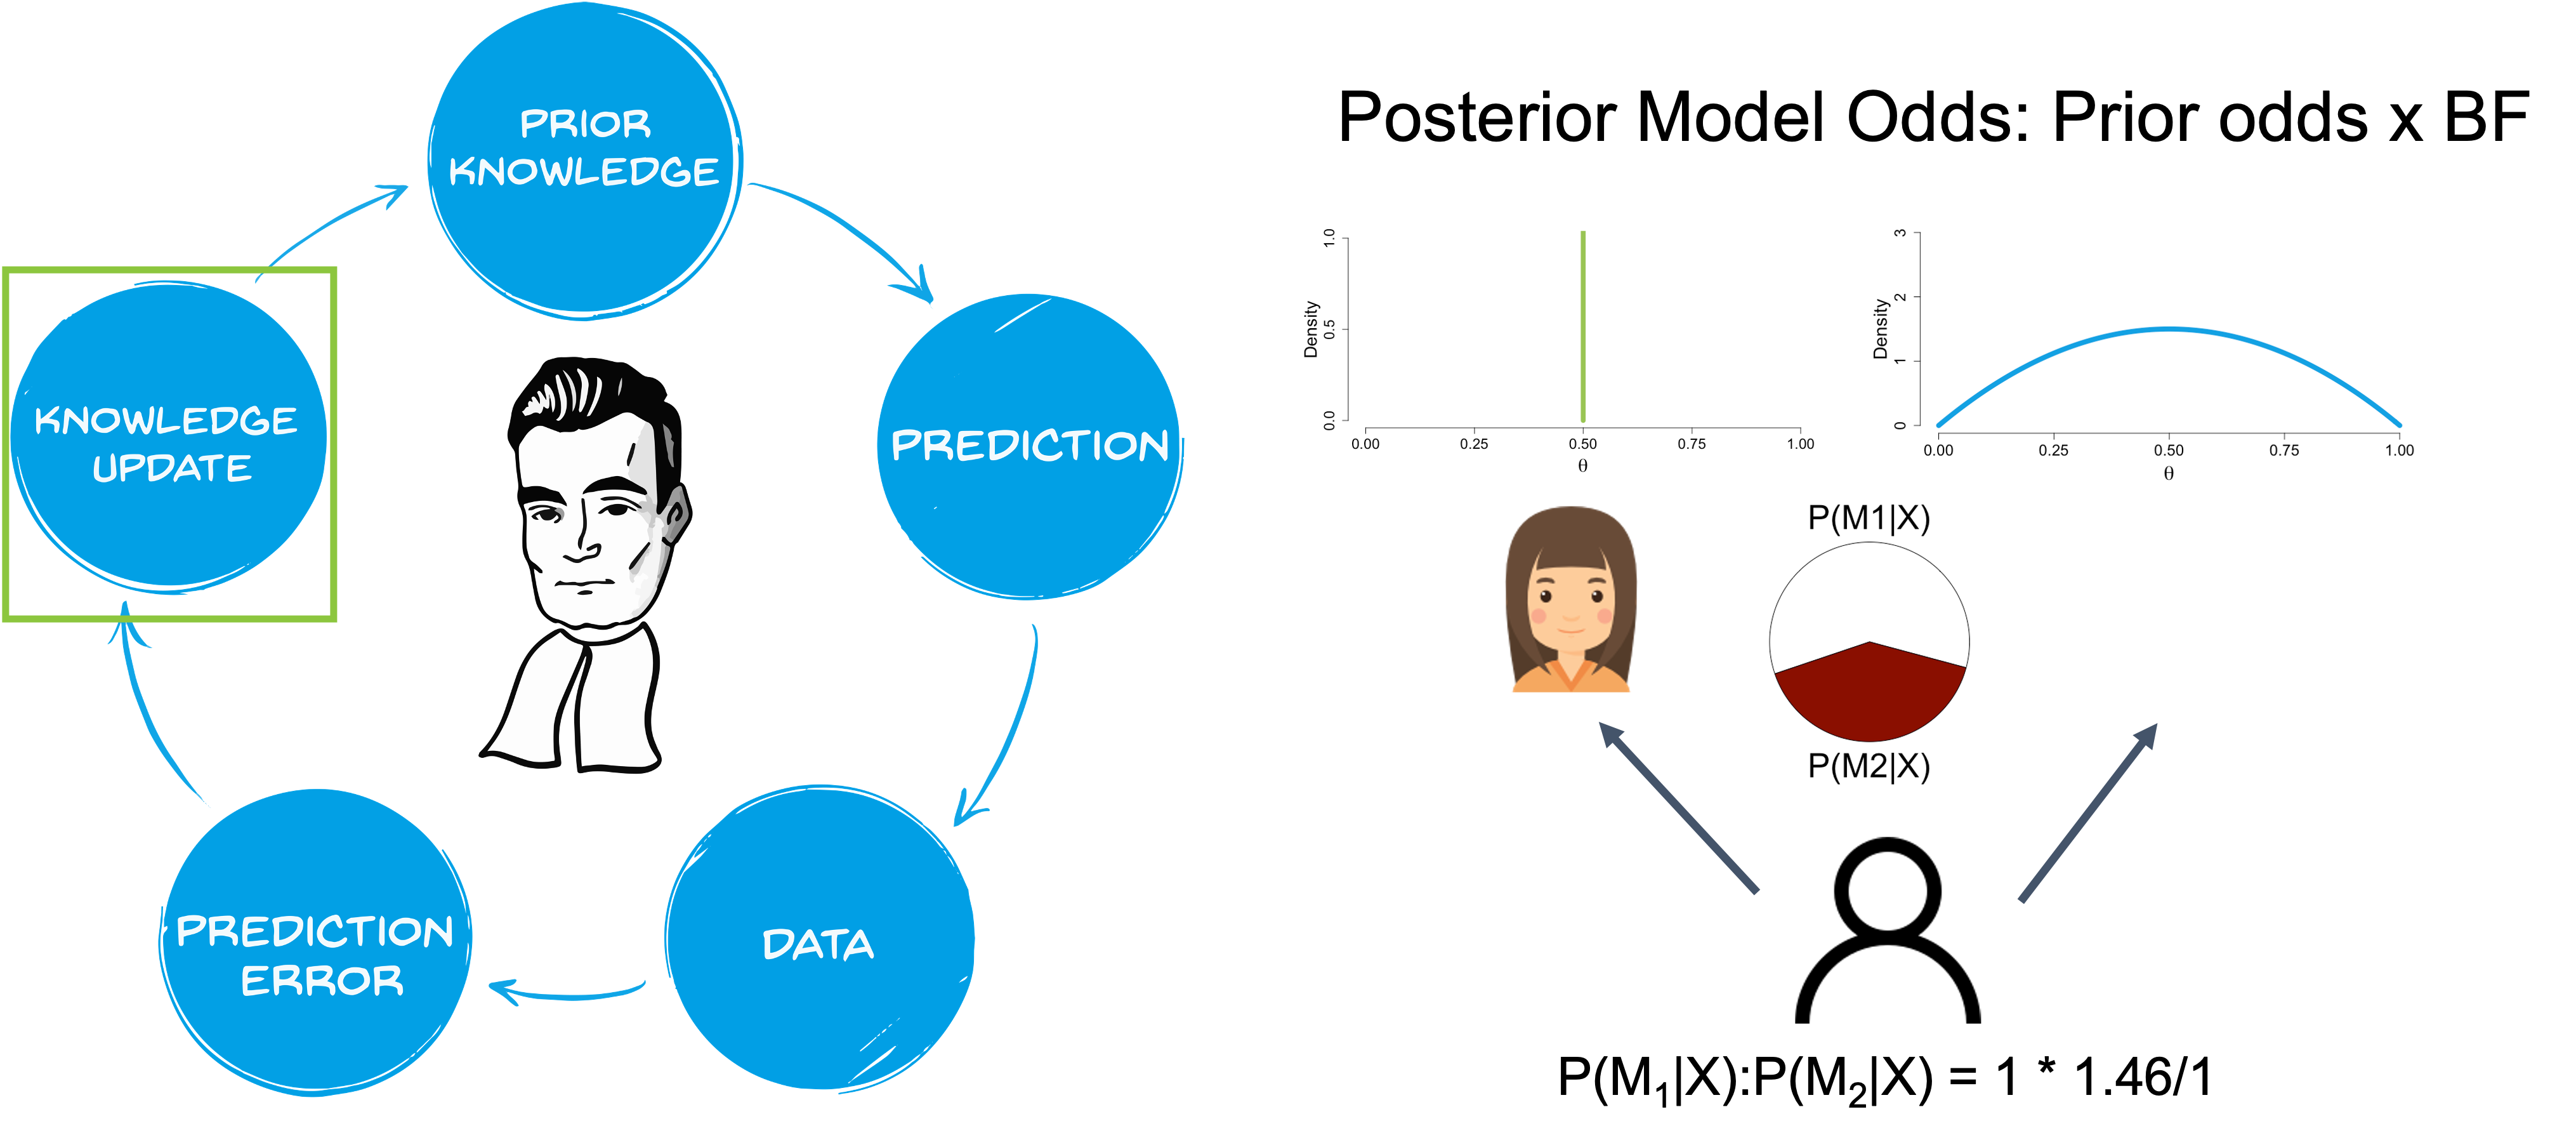 PRIOR
KNOWLEDGE
PREDICTION
DATA
PREDICTION
ERROR
KNOWLEDGE
UPDATE
Posterior Model Odds: Prior odds x BF
Density
1.0
0.5
0.0
0.00 0.25 0.50 0.75 1.00
θ
Density
3
2
1
0
0.00 0.25 0.50 0.75 1.00
θ
P(M1|X)
P(M2|X)
P(M₁|X):P(M₂|X) = 1 * 1.46/1